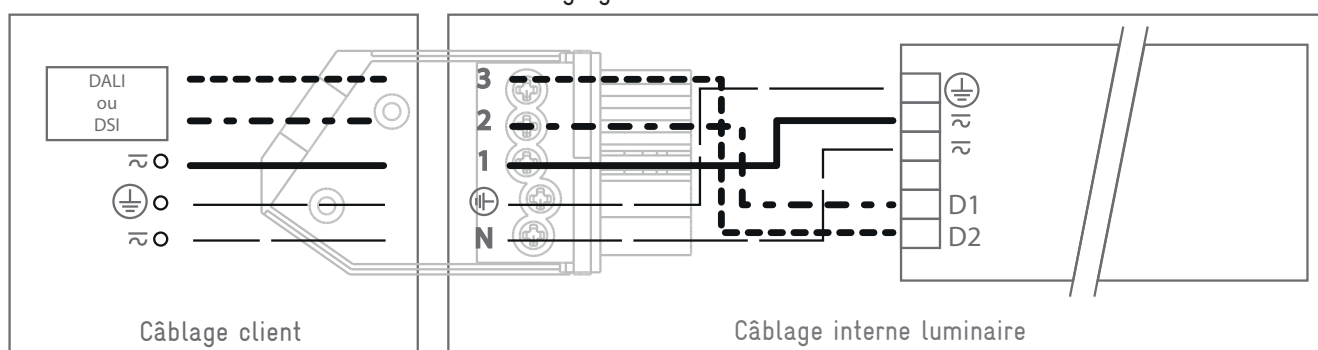 DALI
ou
DSI
3
2
1
N
D1
D2
Câblage client
Câblage interne luminaire